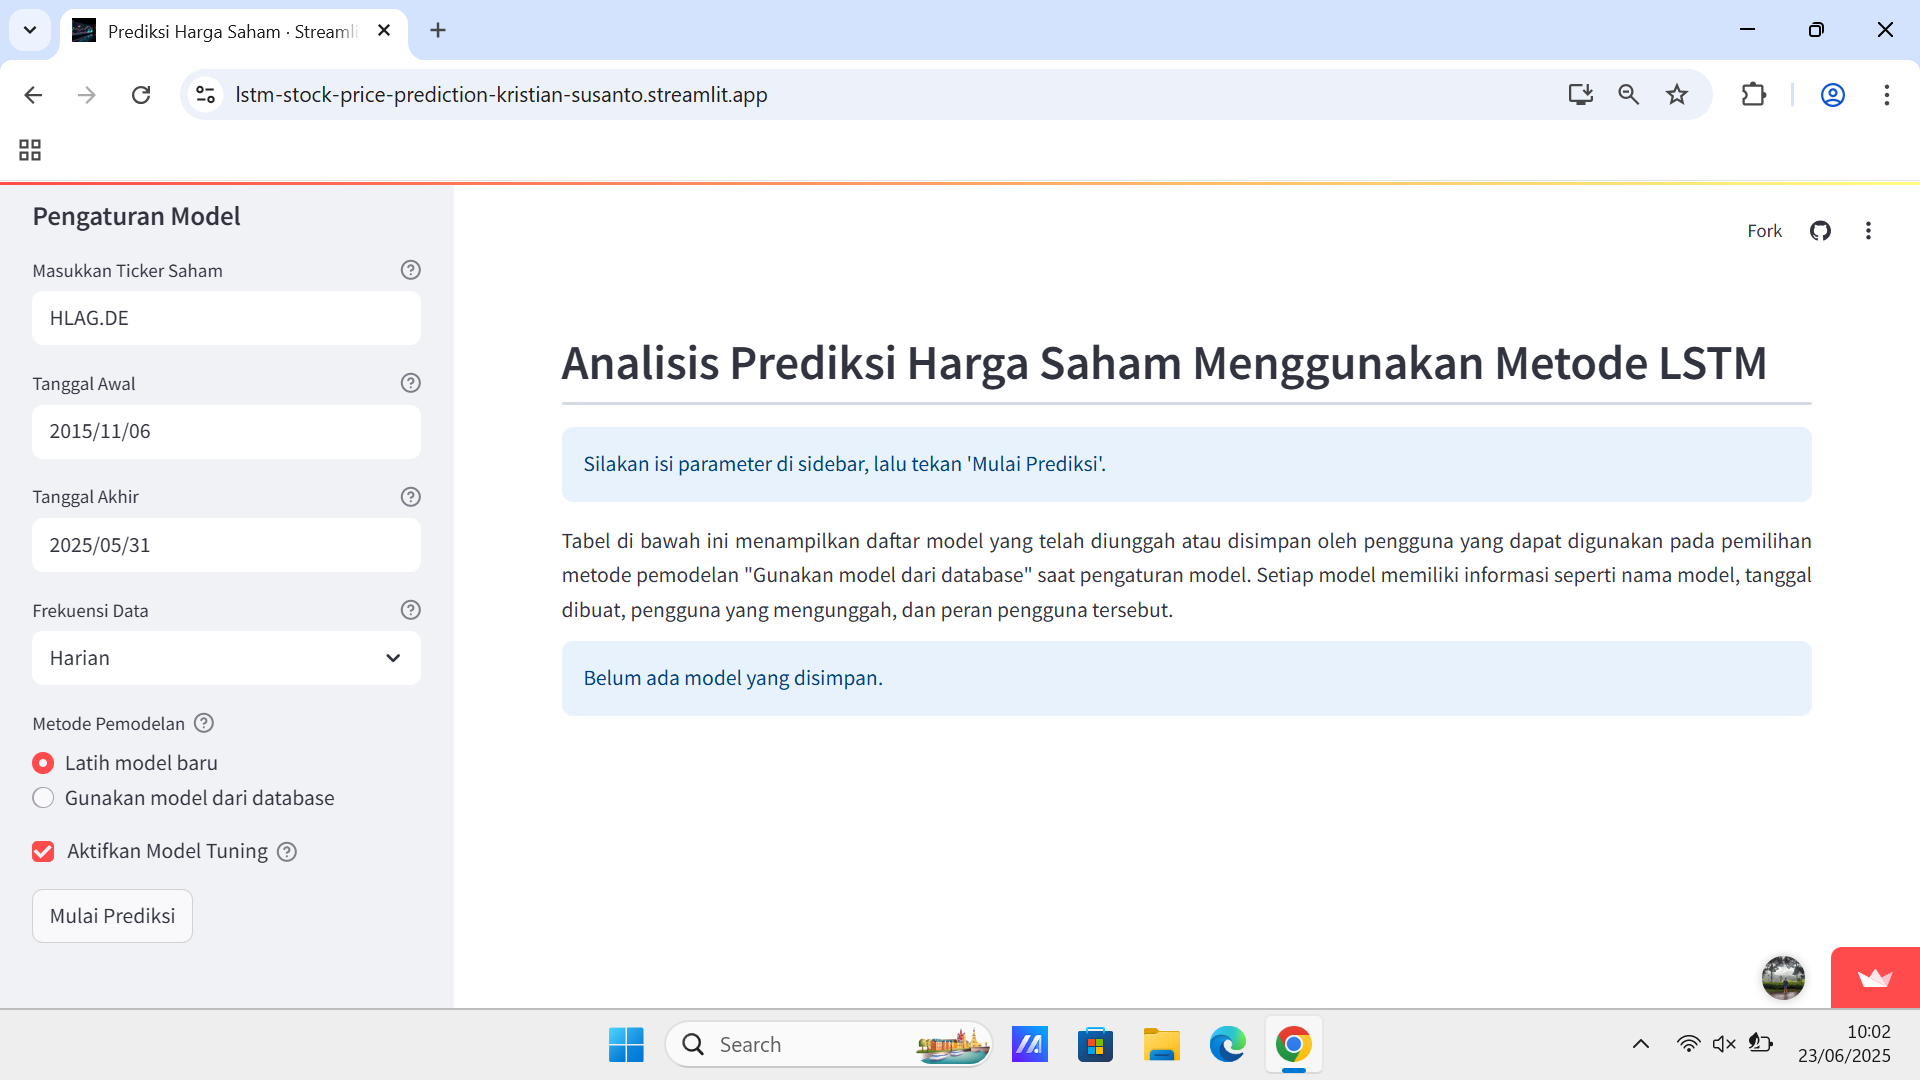 Prediksi Harga Saham · Streamli
lstm-stock-price-prediction-kristian-susanto.streamlit.app
Pengaturan Model
Masukkan Ticker Saham
HLAG.DE
Tanggal Awal
2015/11/06
Tanggal Akhir
2025/05/31
Frekuensi Data
Harian
Metode Pemodelan
Latih model baru
Gunakan model dari database
Aktifkan Model Tuning
Mulai Prediksi
Fork
Analisis Prediksi Harga Saham Menggunakan Metode LSTM
Silakan isi parameter di sidebar, lalu tekan 'Mulai Prediksi'.
Tabel di bawah ini menampilkan daftar model yang telah diunggah atau disimpan oleh pengguna yang dapat digunakan pada pemilihan
metode pemodelan "Gunakan model dari database" saat pengaturan model. Setiap model memiliki informasi seperti nama model, tanggal
dibuat, pengguna yang mengunggah, dan peran pengguna tersebut.
Belum ada model yang disimpan.
Search
10:02
23/06/2025